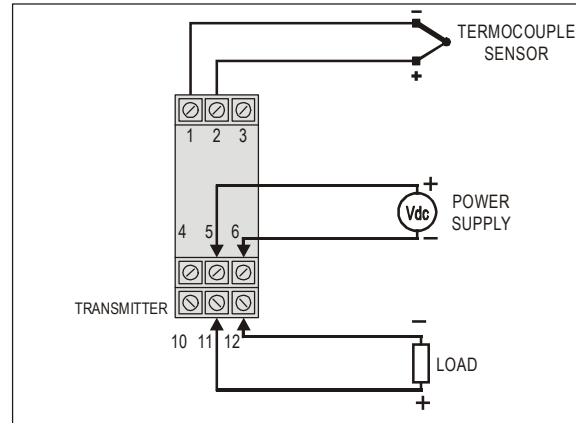 −
TERMOCOUPLE
SENSOR
+
1 2 3
+
Vdc
POWER
SUPPLY
−
4 5 6
TRANSMITTER
10 11 12
−
LOAD
+